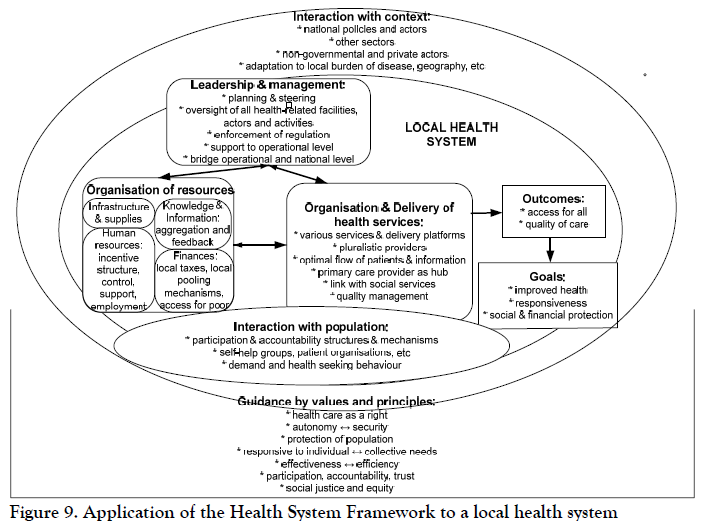 Interaction with context:
* national policies and actors
* other sectors
* non-governmental and private actors
* adaptation to local burden of disease, geography, etc
Leadership & management:
* planning & steering
* oversight of all health-related facilities,
actors and activities
* enforcement of regulation
* support to operational level
* bridge operational and national level
LOCAL HEALTH
SYSTEM
Organisation of resources
Infrastructure
& supplies
Knowledge &
Information:
aggregation and
feedback
Human
resources:
incentive
structure,
control,
support,
employment
Finances:
local taxes, local
pooling
mechanisms,
access for poor
Organisation & Delivery of
health services:
* various services & delivery platforms
* pluralistic providers
* optimal flow of patients & information
* primary care provider as hub
* link with social services
* quality management
Outcomes:
* access for all
* quality of care
Goals:
* improved health
* responsiveness
* social & financial protection
Interaction with population:
* participation & accountability structures & mechanisms
* self-help groups, patient organisations, etc
* demand and health seeking behaviour
Guidance by values and principles:
* health care as a right
* autonomy ↔ security
* protection of population
* responsive to individual ↔ collective needs
* effectiveness ↔ efficiency
* participation, accountability, trust
* social justice and equity
Figure 9. Application of the Health System Framework to a local health system